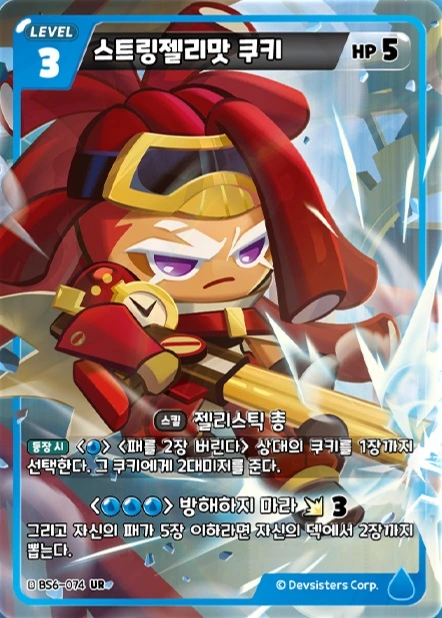 LEVEL
3
스트링젤리맛 쿠키
HP 5
스킬 젤리스틱 총
등장 시 < > <패를 2장 버린다> 상대의 쿠키를 1장까지
선택한다. 그 쿠키에게 2대미지를 준다.
< > 방해하지 마라 3
그리고 자신의 패가 5장 이하라면 자신의 덱에서 2장까지
뽑는다.
D BS6-074 UR
© Devsisters Corp.